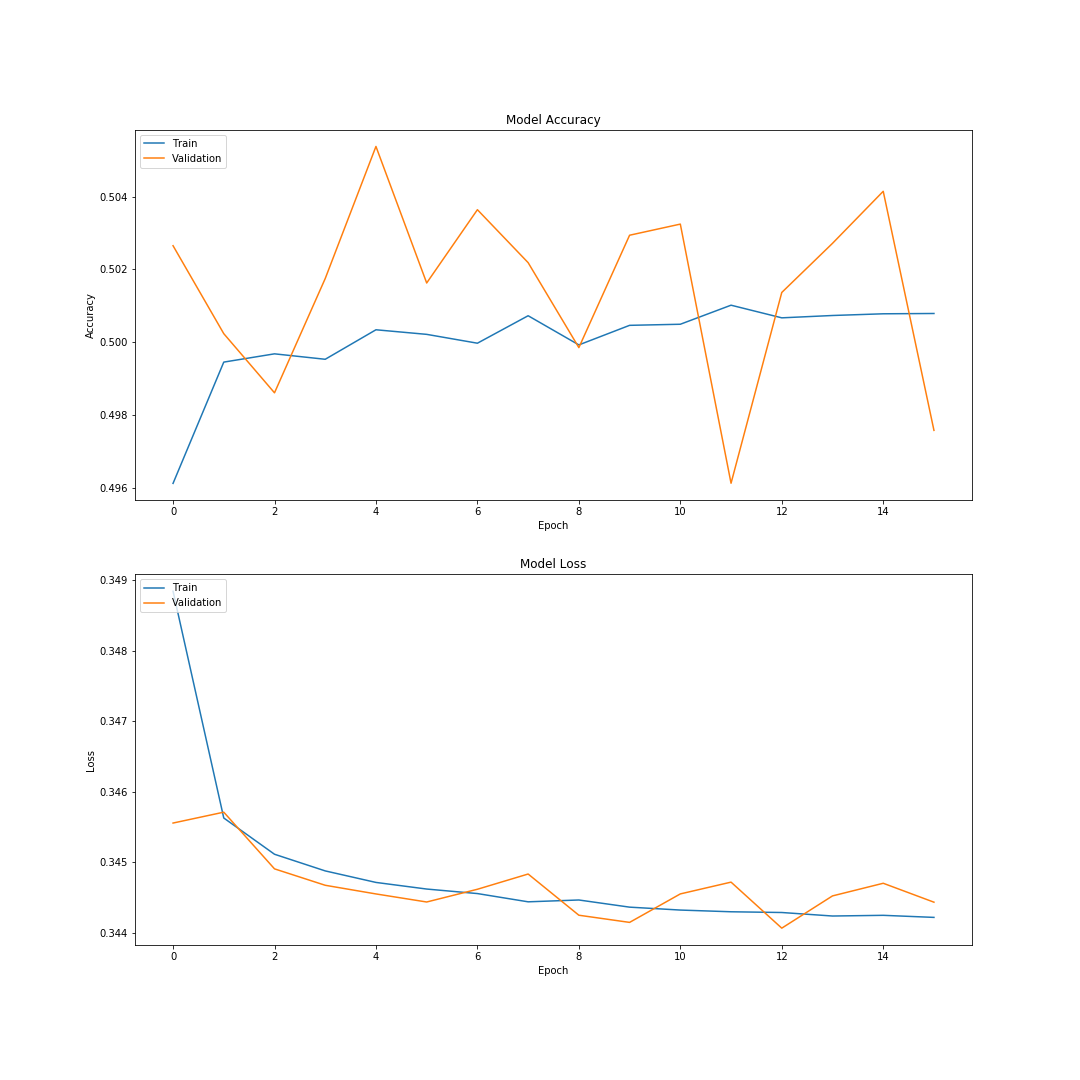 Model Accuracy
Train
Validation
0.504
0.502
0.500
0.498
0.496
Accuracy
0 2 4 6 8 10 12 14
Epoch
Model Loss
Train
Validation
0.349
0.348
0.347
0.346
0.345
0.344
Loss
0 2 4 6 8 10 12 14
Epoch